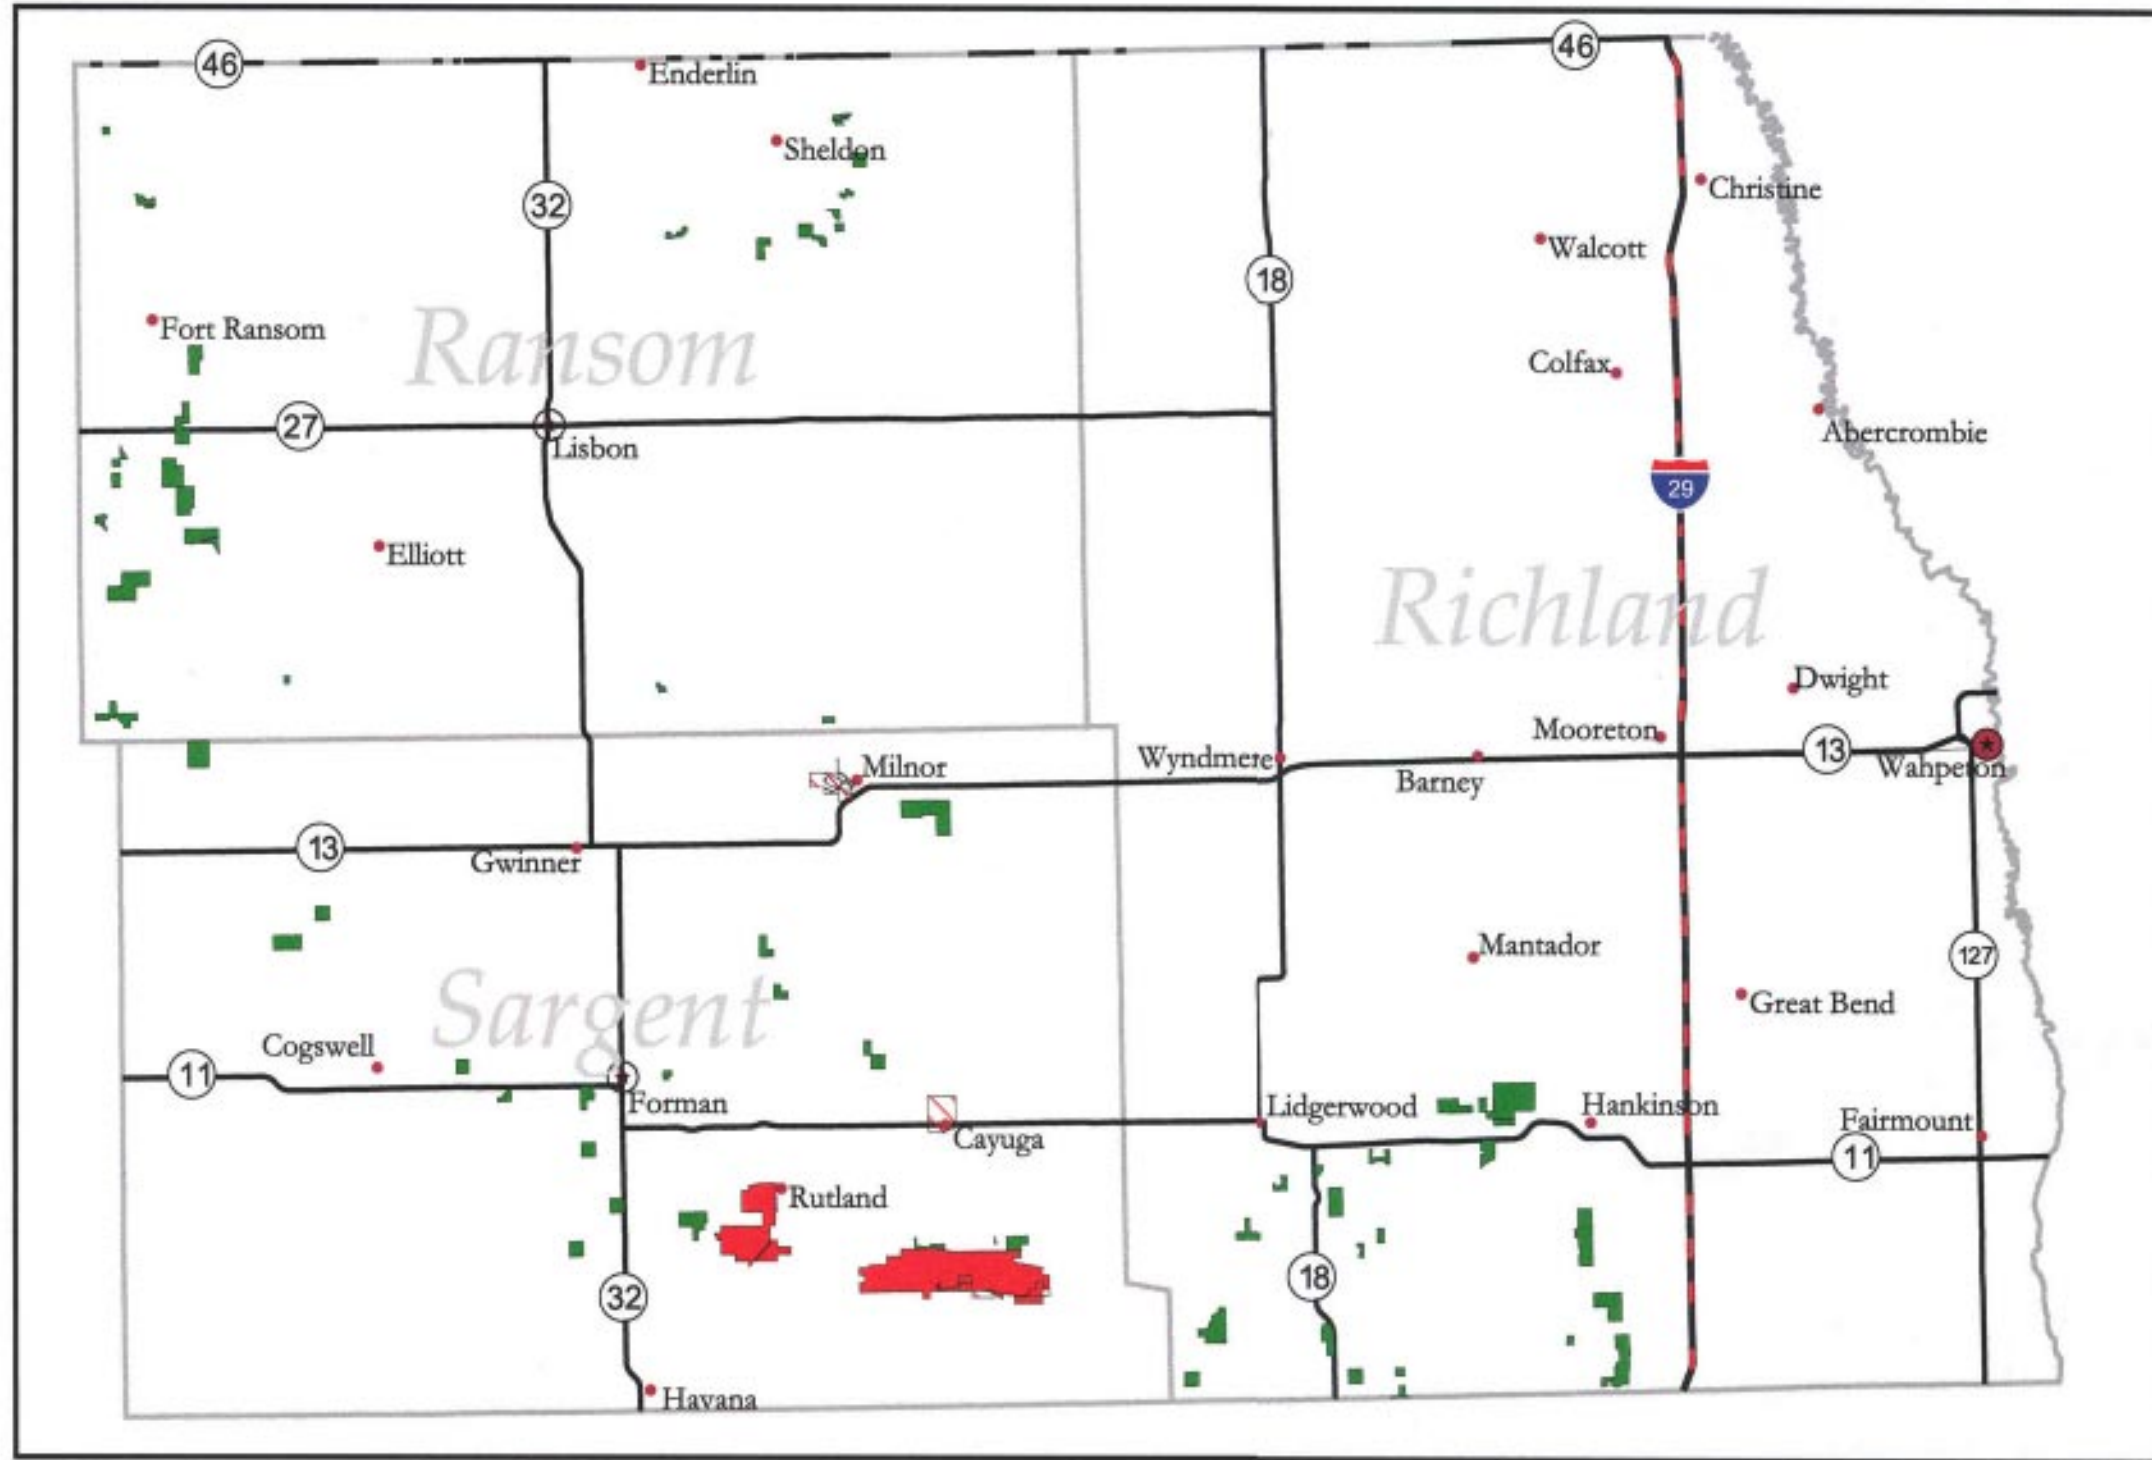 46
46
Enderlin
Sheldon
Christine
32
Walcott
18
Fort Ransom
Ransom
Colfax
27
Lisbon
Abercrombie
29
Elliott
Richland
Dwight
Mooreton
13
Wyndmere
Milnor
Barney
Wahpeton
13
Gwinner
Mantador
127
Great Bend
Sargent
Cogswell
11
Forman
Lidgerwood
Hankinson
Fairmount
Cayuga
11
Rutland
18
32
Havana